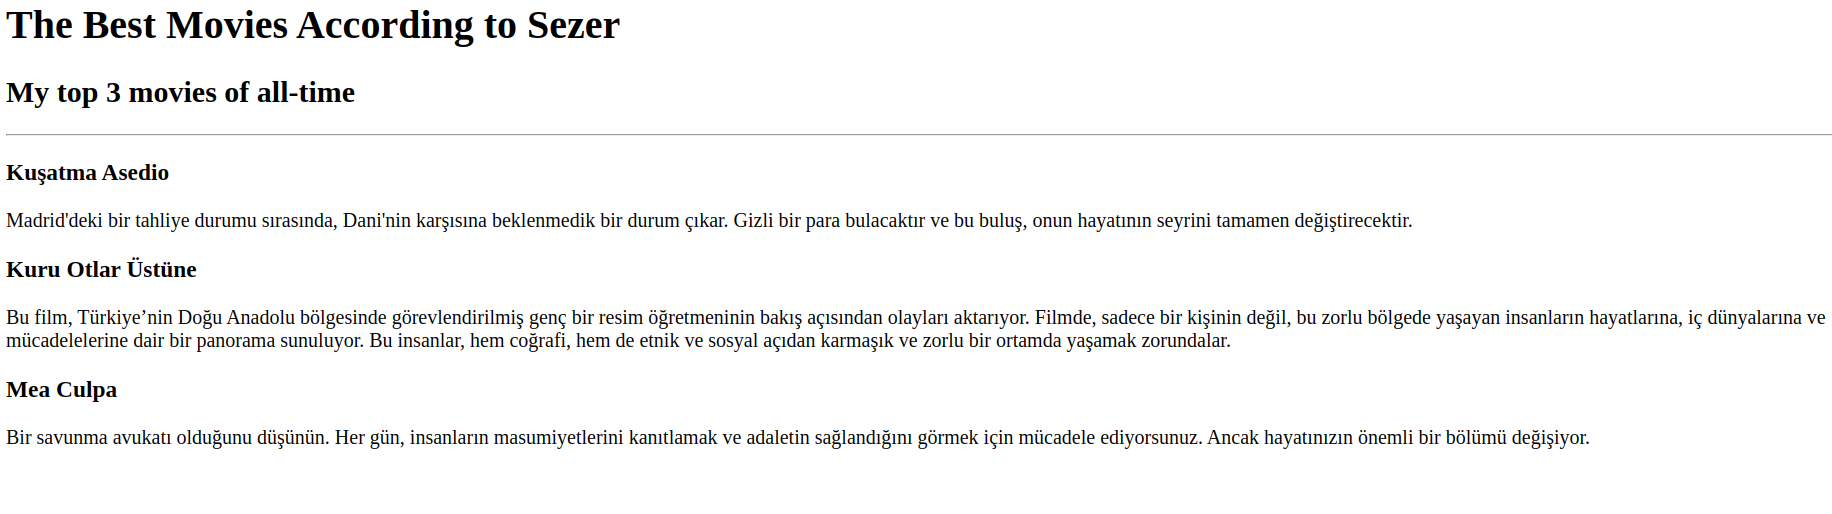 The Best Movies According to Sezer
My top 3 movies of all-time
Kuşatma Asedio
Madrid'deki bir tahliye durumu sırasında, Dani'nin karşısına beklenmedik bir durum çıkar. Gizli bir para bulacaktır ve bu buluş, onun hayatının seyrini tamamen değiştirecektir.
Kuru Otlar Üstüne
Bu film, Türkiye’nin Doğu Anadolu bölgesinde görevlendirilmiş genç bir resim öğretmeninin bakış açısından olayları aktarıyor. Filmde, sadece bir kişinin değil, bu zorlu bölgede yaşayan insanların hayatlarına, iç dünyalarına ve
mücadelelerine dair bir panorama sunuluyor. Bu insanlar, hem coğrafi, hem de etnik ve sosyal açıdan karmaşık ve zorlu bir ortamda yaşamak zorundalar.
Mea Culpa
Bir savunma avukatı olduğunu düşünün. Her gün, insanların masumiyetlerini kanıtlamak ve adaletin sağlandığını görmek için mücadele ediyorsunuz. Ancak hayatınızın önemli bir bölümü değişiyor.